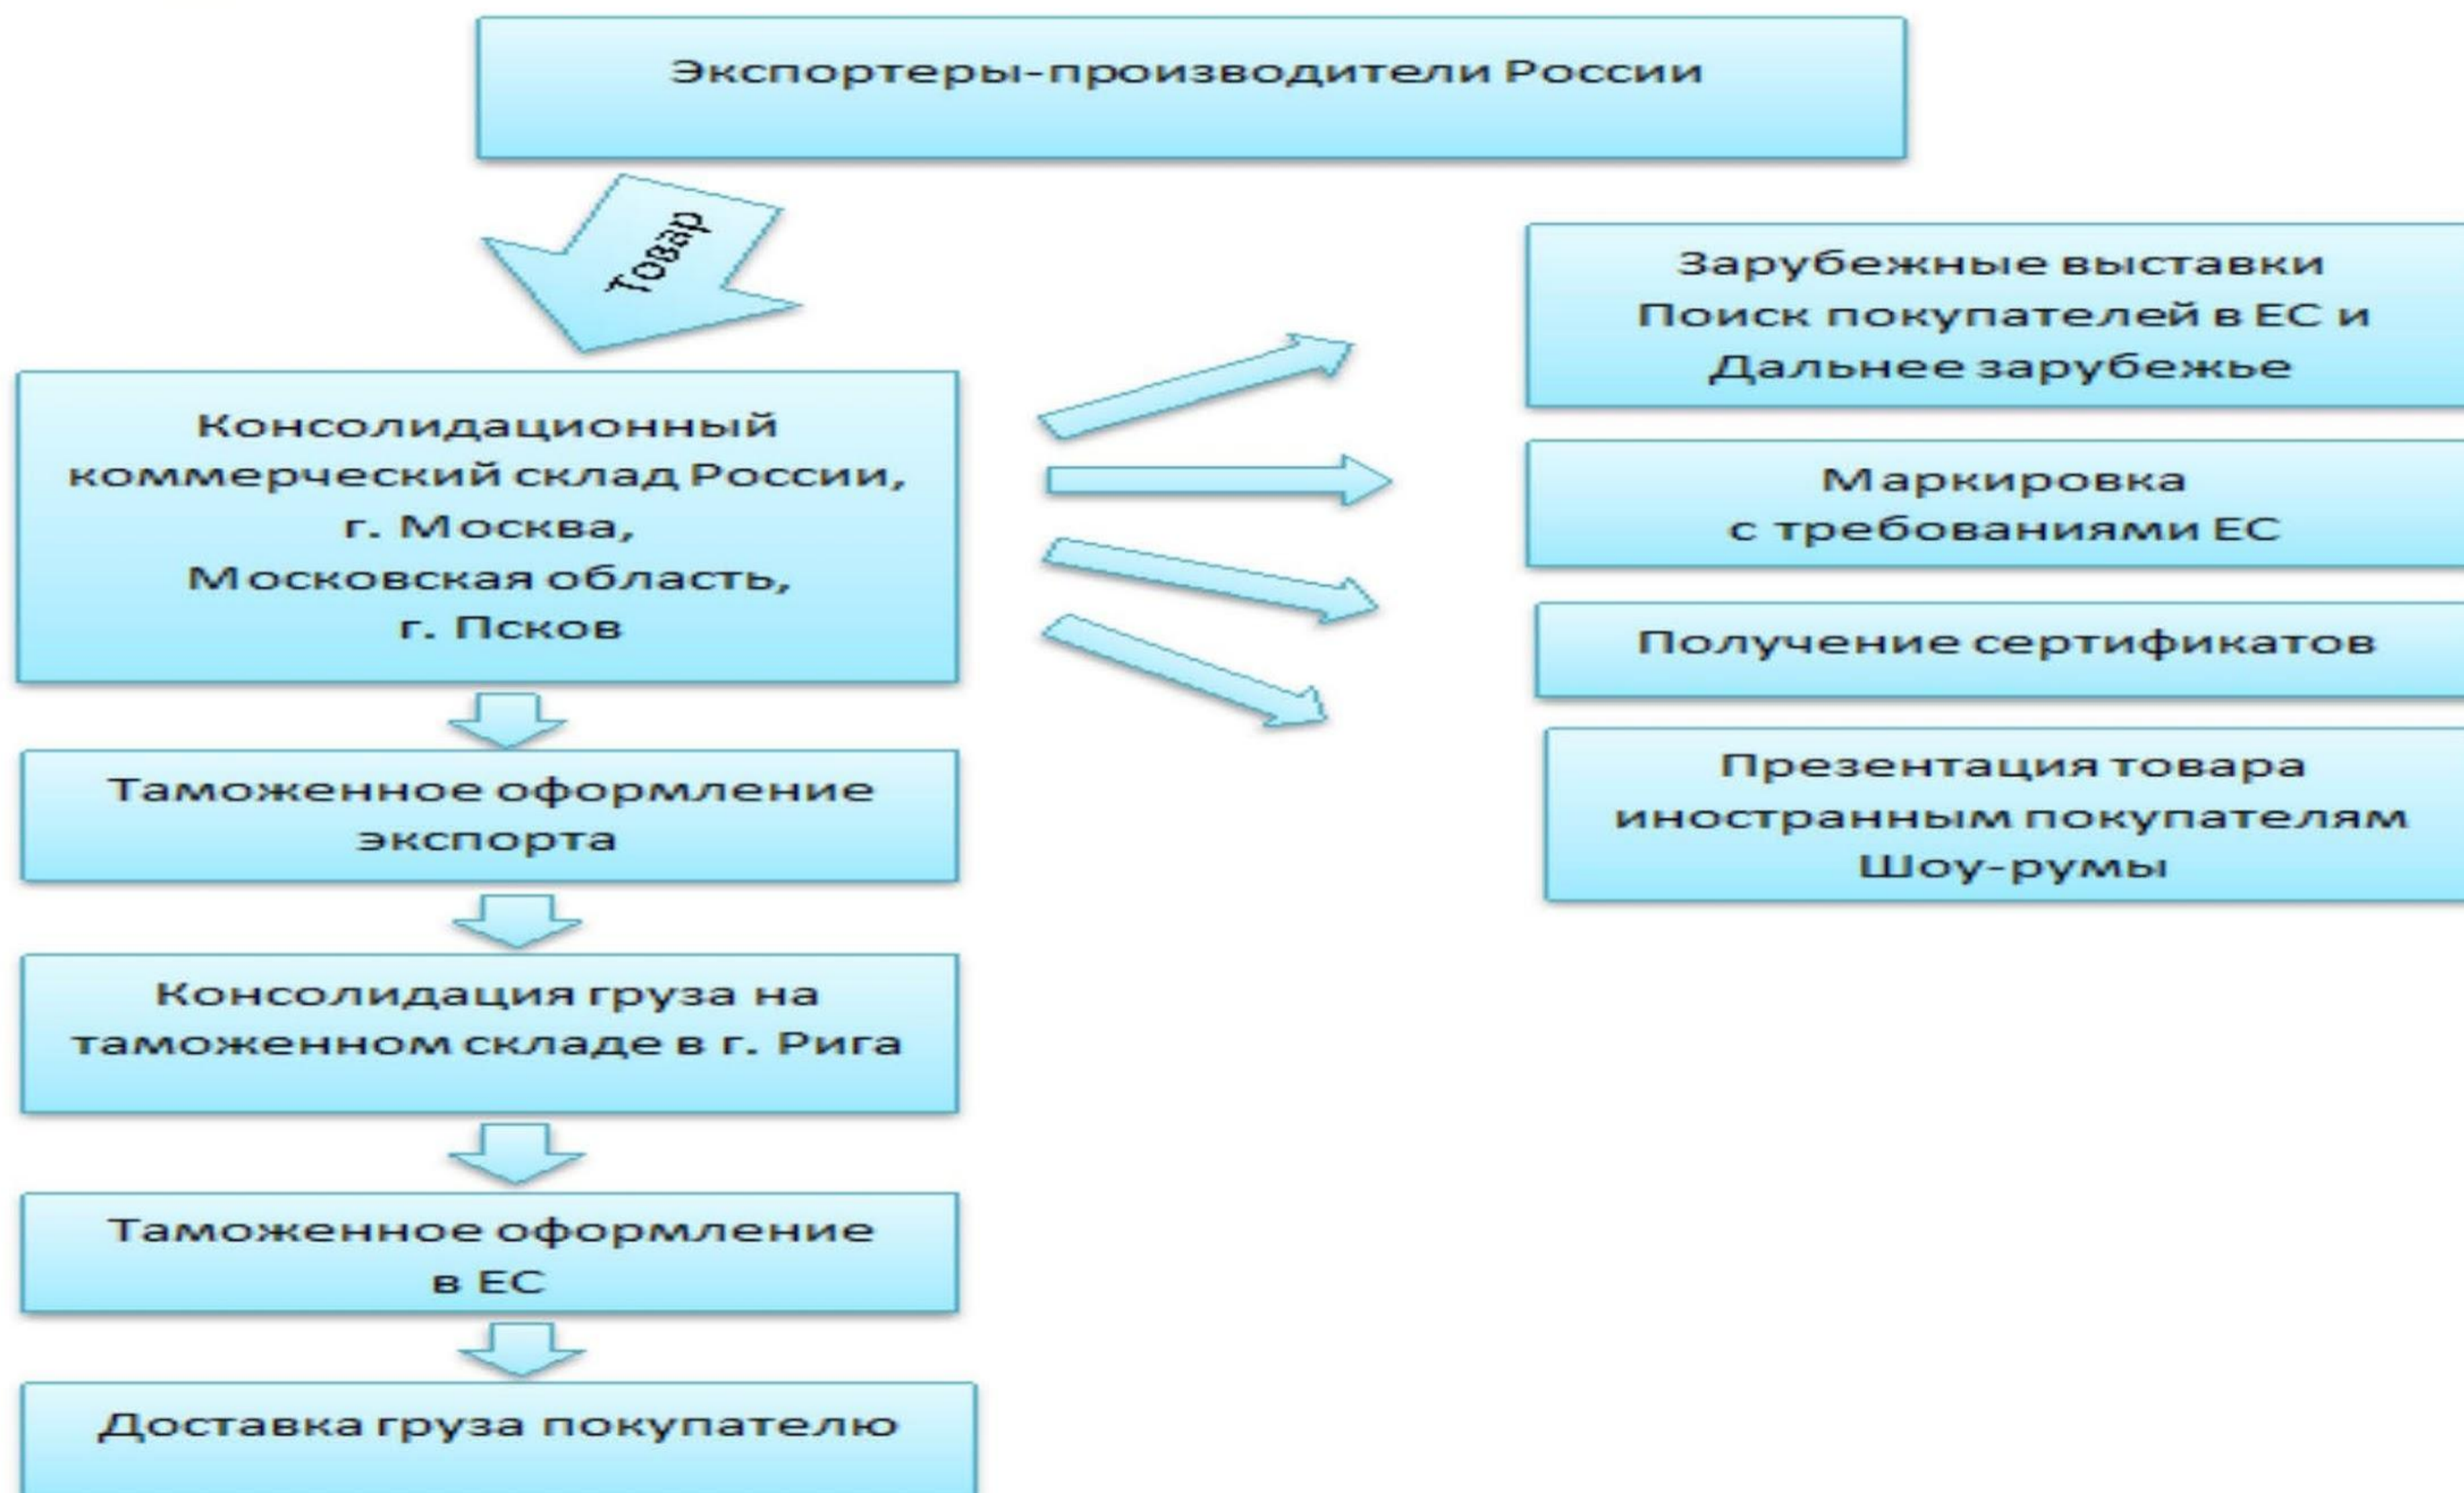 Экспортеры-производители России
Товар
Консолидационный
коммерческий склад России,
г. Москва,
Московская область,
г. Псков
Таможенное оформление
экспорта
Консолидация груза на
таможенном складе в г. Рига
Таможенное оформление
в ЕС
Доставка груза покупателю
Зарубежные выставки
Поиск покупателей в ЕС и
Дальнее зарубежье
Маркировка
с требованиями ЕС
Получение сертификатов
Презентация товара
иностранным покупателям
Шоу-румы